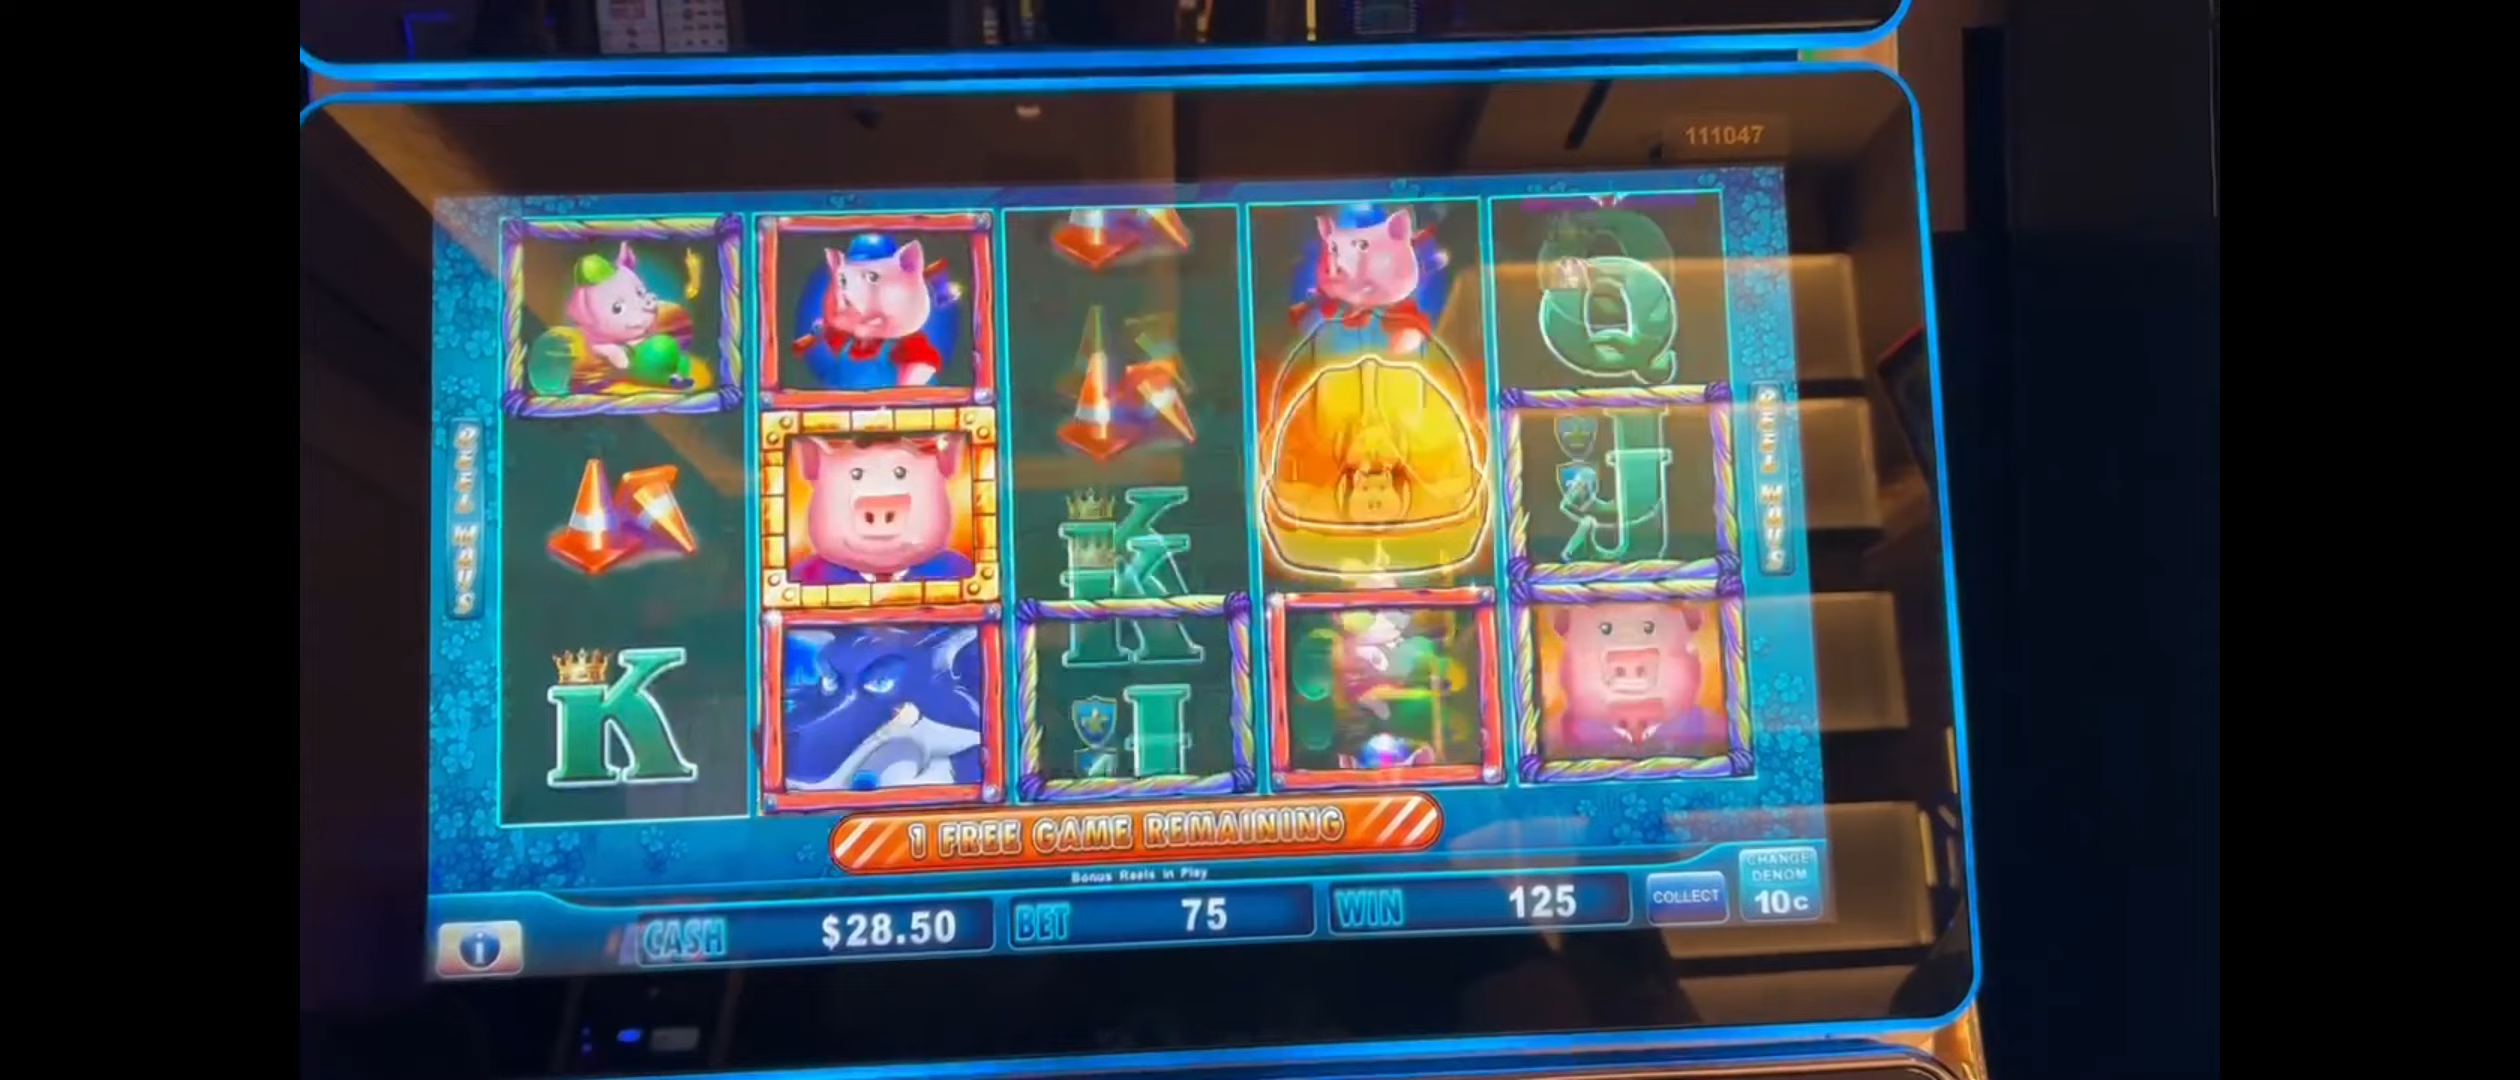 111047
Q
J
K
K
K
J
1 FREE GAME REMAINING
Bonus Reels in Play
CASH $28.50 BET 75 WIN 125 COLLECT CHANGE DENOM 10¢
i